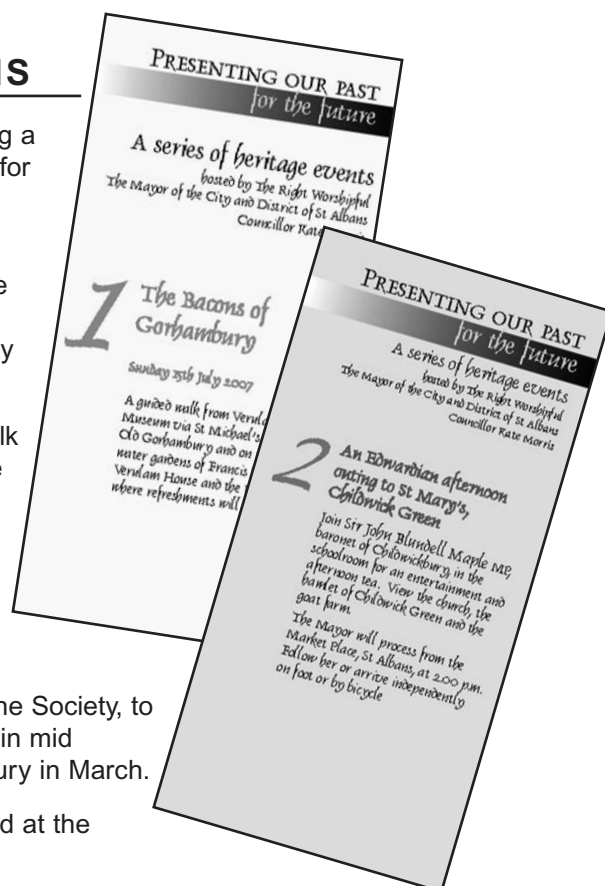 g a
for
e
y
lk
e
ne Society, to
in mid
ury in March.
d at the
PRESENTING OUR PAST
for the future
A series of heritage events
hosted by The Right Worshipful
The Mayor of the City and District of St Albans
Councillor Kate
1
The Bacons of
Gorhambury
Sunday 15th July 2007
A guided walk from
Museum via St Michael's
Old Gorhambury and on
water gardens of Francis
Verulam House and the
where refreshments will
PRESENTING OUR PAST
for the future
A series of heritage events
hosted by The Right Worshipful
The Mayor of the City and District of St Albans
Councillor Kate Morris
2
An Edwardian afternoon
outing to St Mary's,
Childwick Green
Join Sir John Blundell Maple MP,
baronet of Childwickbury, in the
schoolroom for an entertainment and
afternoon tea. View the church, the
hamlet of Childwick Green and the
goat farm.
The Mayor will process from the
Market Place, St Albans, at 2.00 p.m.
Follow her or arrive independently
on foot or by bicycle